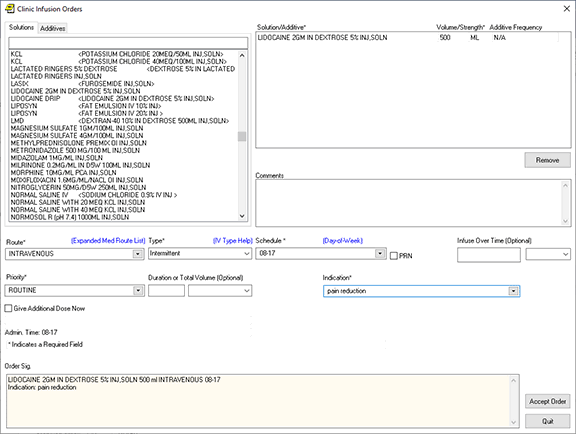 Clinic Infusion Orders
Solutions Additives
KCL <POTASSIUM CHLORIDE 20MEQ/50ML INJ,SOLN>
KCL <POTASSIUM CHLORIDE 40MEQ/100ML INJ,SOLN>
LACTATED RINGERS 5% DEXTROSE <DEXTROSE 5% IN LACTATED
LACTATED RINGERS INJ,SOLN
LASIX <FUROSEMIDE INJ,SOLN>
LIDOCAINE 2GM IN DEXTROSE 5% INJ,SOLN
LIDOCAINE DRIP <LIDOCAINE 2GM IN DEXTROSE 5% INJ,SOLN>
LIPOSYN <FAT EMULSION IV 10% INJ>
LIPOSYN <FAT EMULSION IV 20% INJ >
LMD <DEXTRAN-40 10% IN DEXTROSE 500ML INJ,SOLN>
MAGNESIUM SULFATE 1GM/100ML INJ,SOLN
MAGNESIUM SULFATE 4GM/100ML INJ,SOLN
METHYLPREDNISOLONE PREMIX OI INJ,SOLN
METRONIDAZOLE 500 MG/100 ML INJ,SOLN
MIDAZOLAM 1MG/ML INJ,SOLN
MILRINONE 0.2MG/ML IN D5W 100ML INJ,SOLN
MORPHINE 10MG/ML PCA INJ,SOLN
MOXIFLOXACIN 1.6MG/ML/NACL OI INJ,SOLN
NITROGLYCERIN 50MG/D5W 250ML INJ,SOLN
NORMAL SALINE IV <SODIUM CHLORIDE 0.9% IV INJ >
NORMAL SALINE WITH 20 MEQ KCL INJ,SOLN
NORMAL SALINE WITH 40 MEQ KCL INJ,SOLN
NORMOSOL R (pH 7.4) 1000ML INJ,SOLN
Solution/Additive* Volume/Strength* Additive Frequency
LIDOCAINE 2GM IN DEXTROSE 5% INJ,SOLN 500 ML N/A
Remove
Comments
Route* (Expanded Med Route List) Type* (IV Type Help) Schedule * (Day-of-Week) Infuse Over Time (Optional)
INTRAVENOUS Intermittent 08-17 PRN
Priority* Duration or Total Volume (Optional) Indication*
ROUTINE pain reduction
Give Additional Dose Now
Admin. Time: 08-17
* Indicates a Required Field
Order Sig.
LIDOCAINE 2GM IN DEXTROSE 5% INJ,SOLN 500 ml INTRAVENOUS 08-17
Indication: pain reduction
Accept Order
Quit